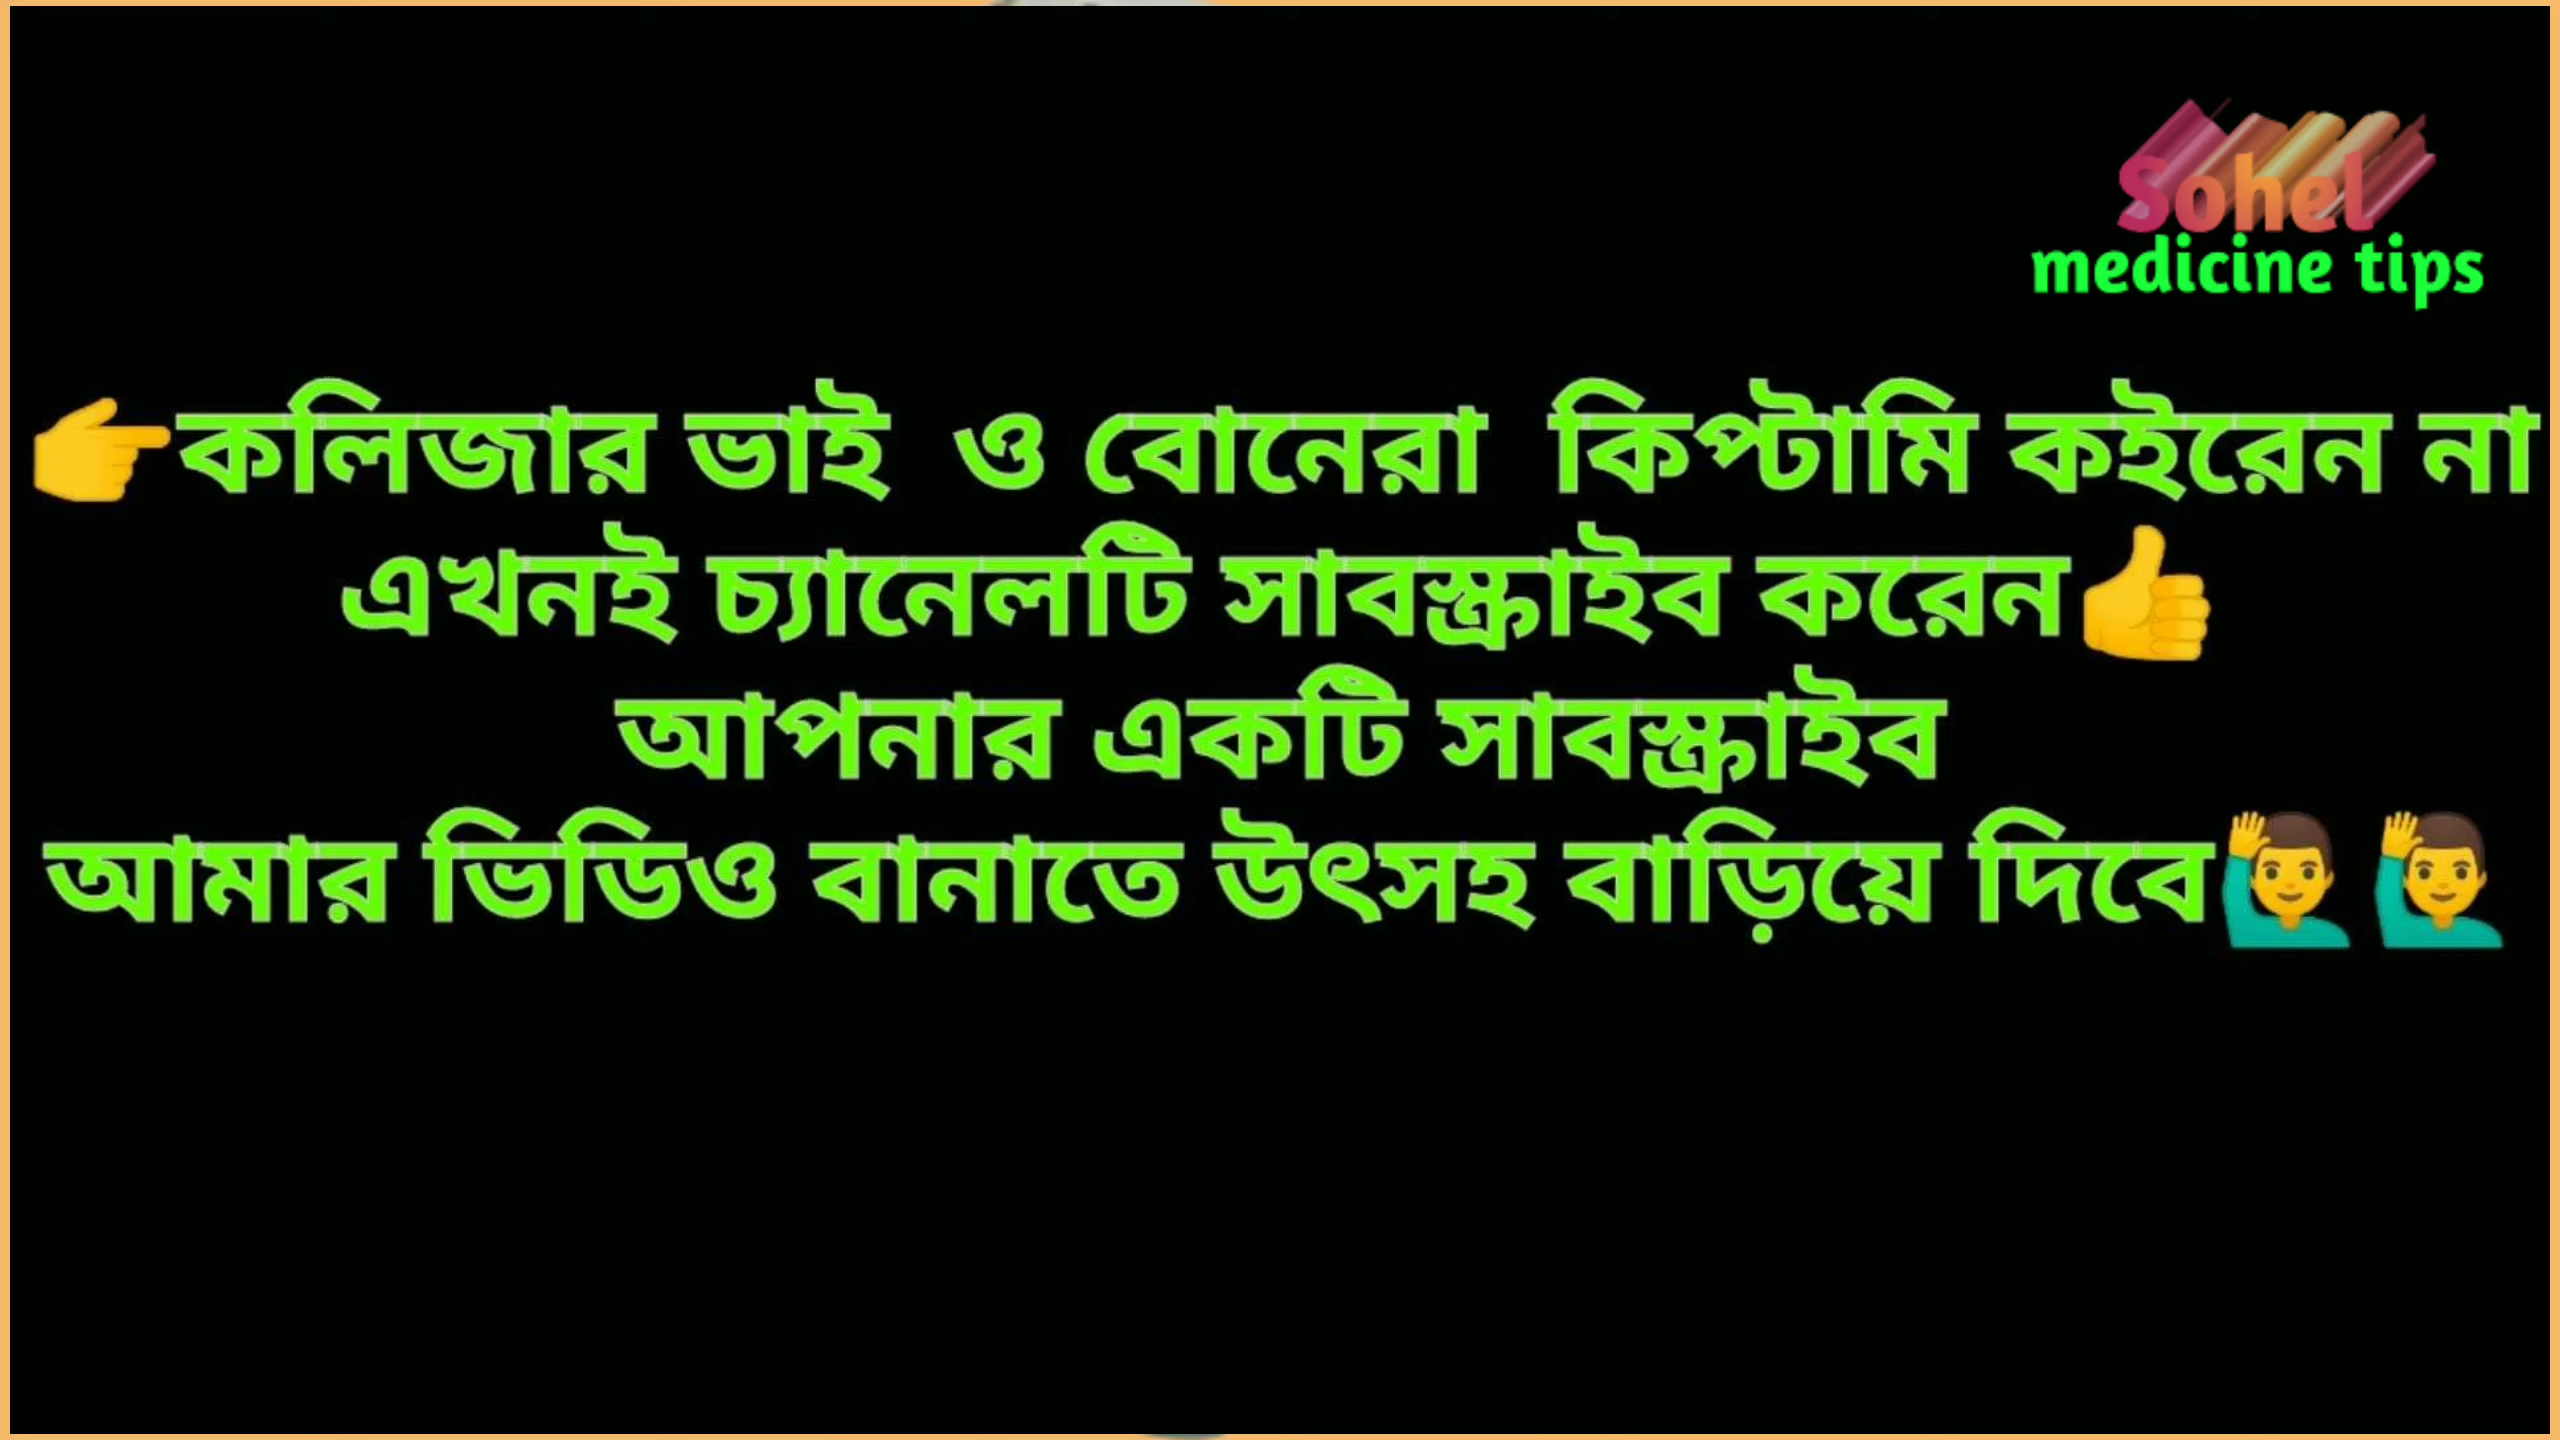 Sohel
medicine tips
👉কলিজার ভাই ও বোনেরা কিপ্টামি কইরেন না
এখনই চ্যানেলটি সাবস্ক্রাইব করেন👍
আপনার একটি সাবস্ক্রাইব
আমার ভিডিও বানাতে উৎসহ বাড়িয়ে দিবে🙋‍♂️🙋‍♂️